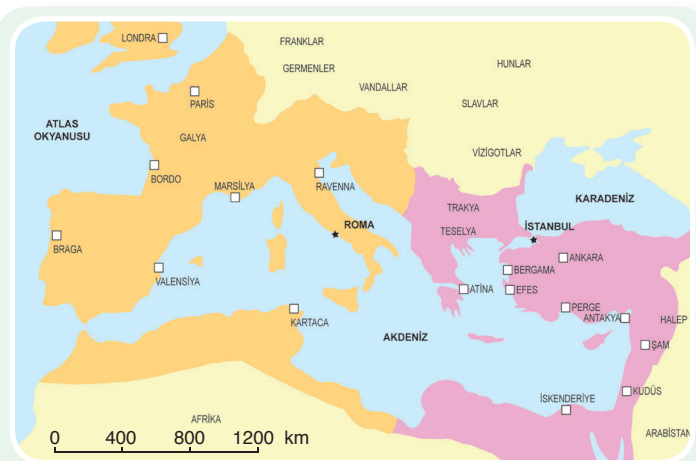 LONDRA
FRANKLAR
GERMENLER
HUNLAR
VANDALLAR
PARİS
SLAVLAR
ATLAS
OKYANUSU
GALYA
VİZİGOTLAR
BORDO
RAVENNA
MARSİLYA
KARADENİZ
TRAKYA
ROMA
İSTANBUL
TESELYA
BRAGA
ANKARA
BERGAMA
VALENSİYA
ATİNA
EFES
PERGE
KARTACA
ANTAKYA
HALEP
AKDENİZ
ŞAM
KUDÜS
İSKENDERİYE
AFRİKA
ARABİSTAN
0 400 800 1200 km